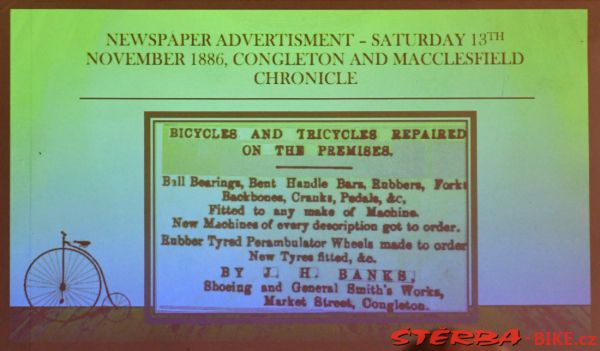 NEWSPAPER ADVERTISMENT – SATURDAY 13TH
NOVEMBER 1886, CONGLETON AND MACCLESFIELD
CHRONICLE
BICYCLES AND TRICYCLES REPAIRED
ON THE PREMISES.
Ball Bearings, Bent Handle Bars, Rubbers, Forks
Backbones, Cranks, Pedals, &c,
Fitted to any make of Machine.
New Machines of every description got to order.
Rubber Tyred Perambulator Wheels made to order
New Tyres fitted, &c.
BY J. H. BANKS,
Shoeing and General Smith's Works,
Market Street, Congleton.
STERBA-BIKE.cz